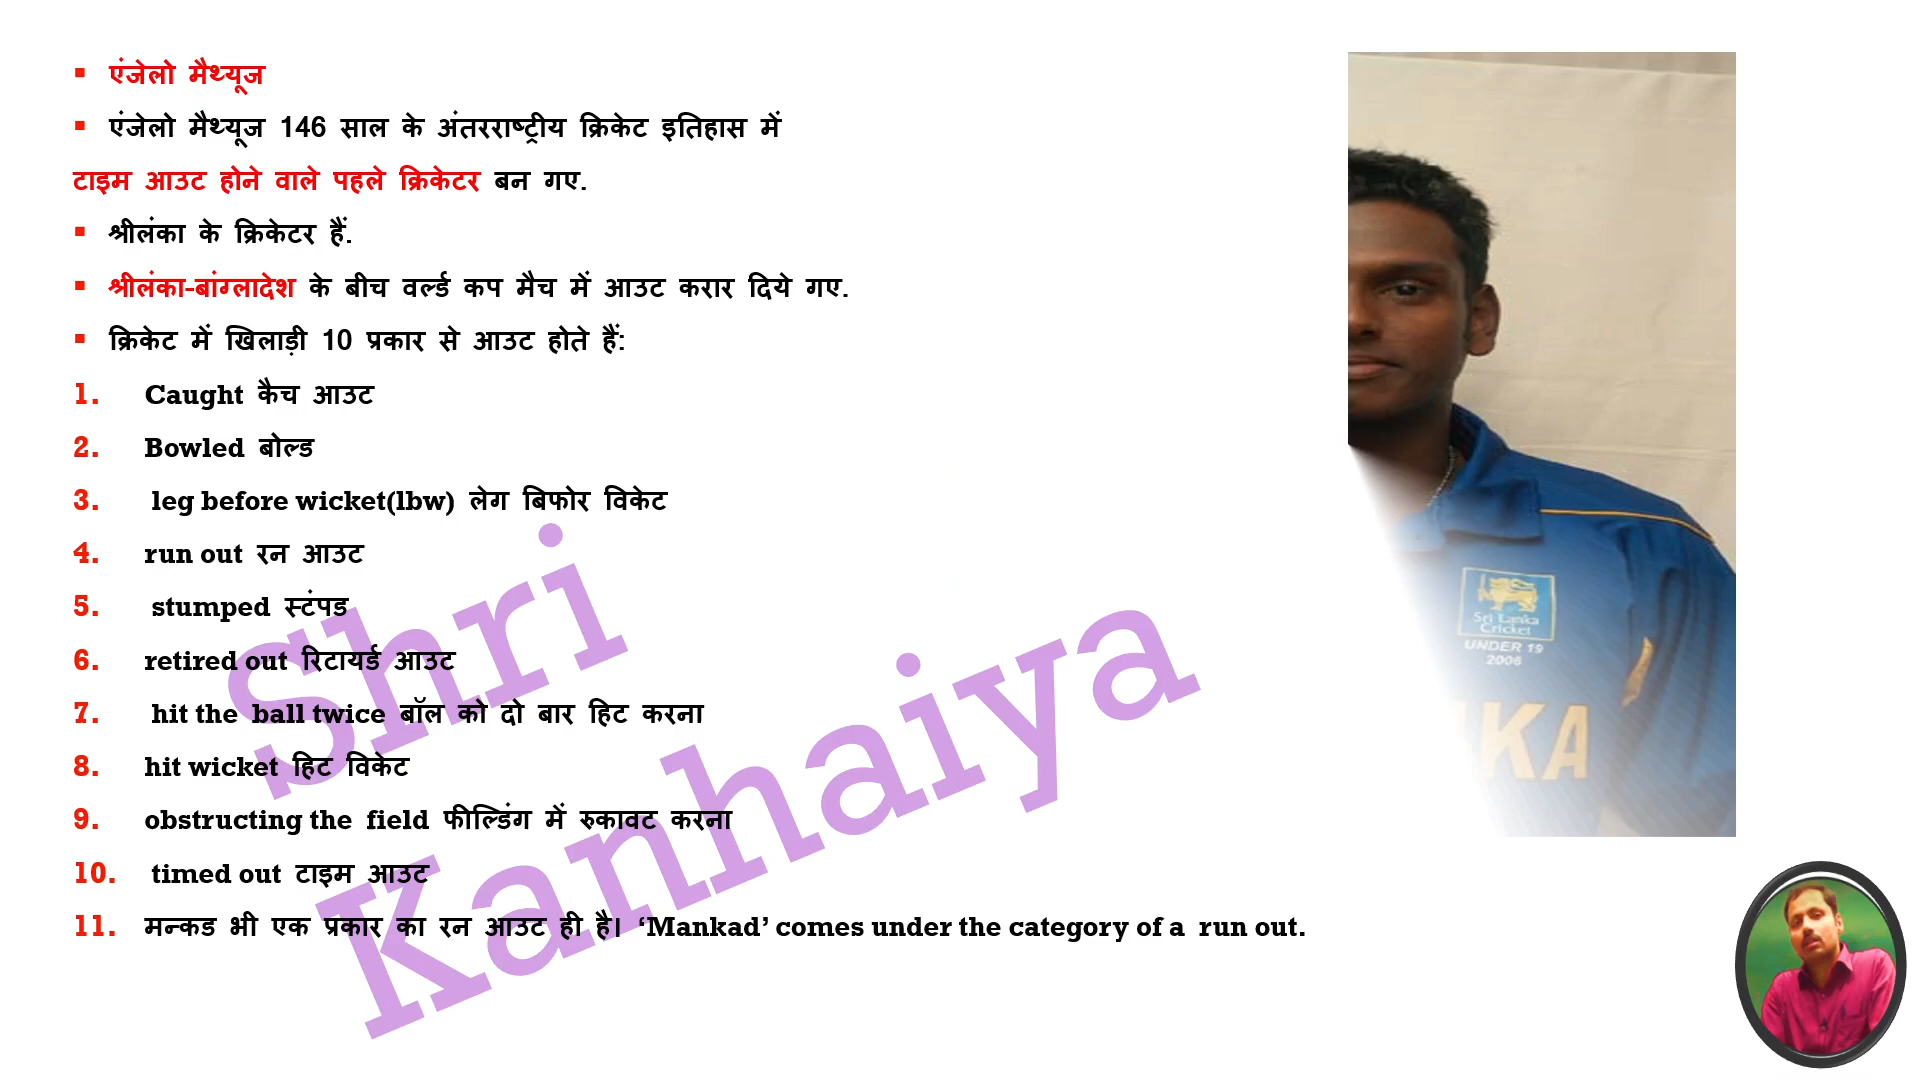 ▪ एंजेलो मैथ्यूज
▪ एंजेलो मैथ्यूज 146 साल के अंतरराष्ट्रीय क्रिकेट इतिहास में
टाइम आउट होने वाले पहले क्रिकेटर बन गए.
▪ श्रीलंका के क्रिकेटर हैं.
▪ श्रीलंका-बांग्लादेश के बीच वर्ल्ड कप मैच में आउट करार दिये गए.
▪ क्रिकेट में खिलाड़ी 10 प्रकार से आउट होते हैं:
1. Caught कैच आउट
2. Bowled बोल्ड
3. leg before wicket(lbw) लेग बिफोर विकेट
4. run out रन आउट
5. stumped स्टंपड
6. retired out रिटायर्ड आउट
7. hit the ball twice बॉल को दो बार हिट करना
8. hit wicket हिट विकेट
9. obstructing the field फील्डिंग में रुकावट करना
10. timed out टाइम आउट
11. मन्कड भी एक प्रकार का रन आउट ही है। ‘Mankad’ comes under the category of a run out.
Shri
Kanhaiya
Sri Lanka
Cricket
UNDER 19
2006
KA